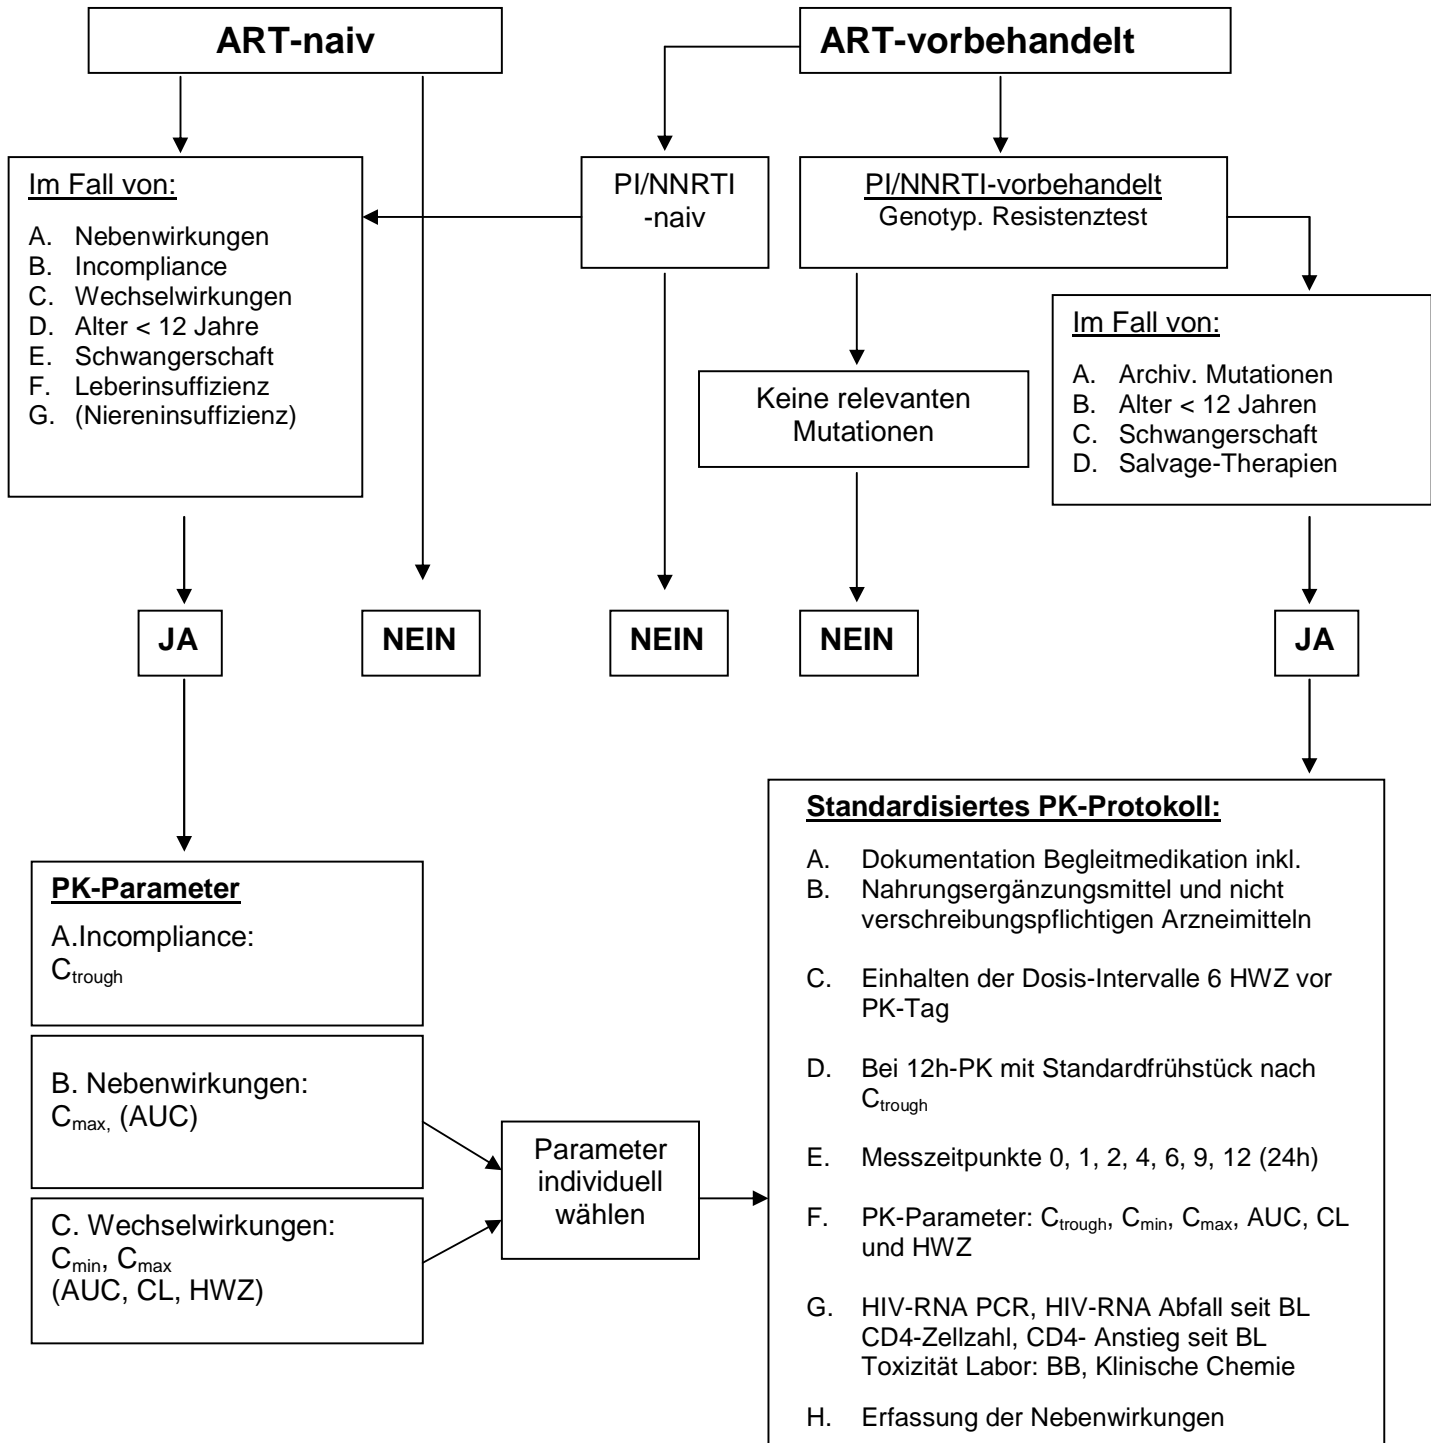 ART-naiv
ART-vorbehandelt
Im Fall von:
A. Nebenwirkungen
B. Incompliance
C. Wechselwirkungen
D. Alter < 12 Jahre
E. Schwangerschaft
F. Leberinsuffizienz
G. (Niereninsuffizienz)
PI/NNRTI
-naiv
PI/NNRTI-vorbehandelt
Genotyp. Resistenztest
Keine relevanten
Mutationen
Im Fall von:
A. Archiv. Mutationen
B. Alter < 12 Jahren
C. Schwangerschaft
D. Salvage-Therapien
JA
NEIN
NEIN
NEIN
JA
PK-Parameter
A.Incompliance:
Ctrough
B. Nebenwirkungen:
Cmax, (AUC)
C. Wechselwirkungen:
Cmin, Cmax
(AUC, CL, HWZ)
Parameter
individuell
wählen
Standardisiertes PK-Protokoll:
A. Dokumentation Begleitmedikation inkl.
B. Nahrungsergänzungsmittel und nicht
verschreibungspflichtigen Arzneimitteln
C. Einhalten der Dosis-Intervalle 6 HWZ vor
PK-Tag
D. Bei 12h-PK mit Standardfrühstück nach
Ctrough
E. Messzeitpunkte 0, 1, 2, 4, 6, 9, 12 (24h)
F. PK-Parameter: Ctrough, Cmin, Cmax, AUC, CL
und HWZ
G. HIV-RNA PCR, HIV-RNA Abfall seit BL
CD4-Zellzahl, CD4- Anstieg seit BL
Toxizität Labor: BB, Klinische Chemie
H. Erfassung der Nebenwirkungen